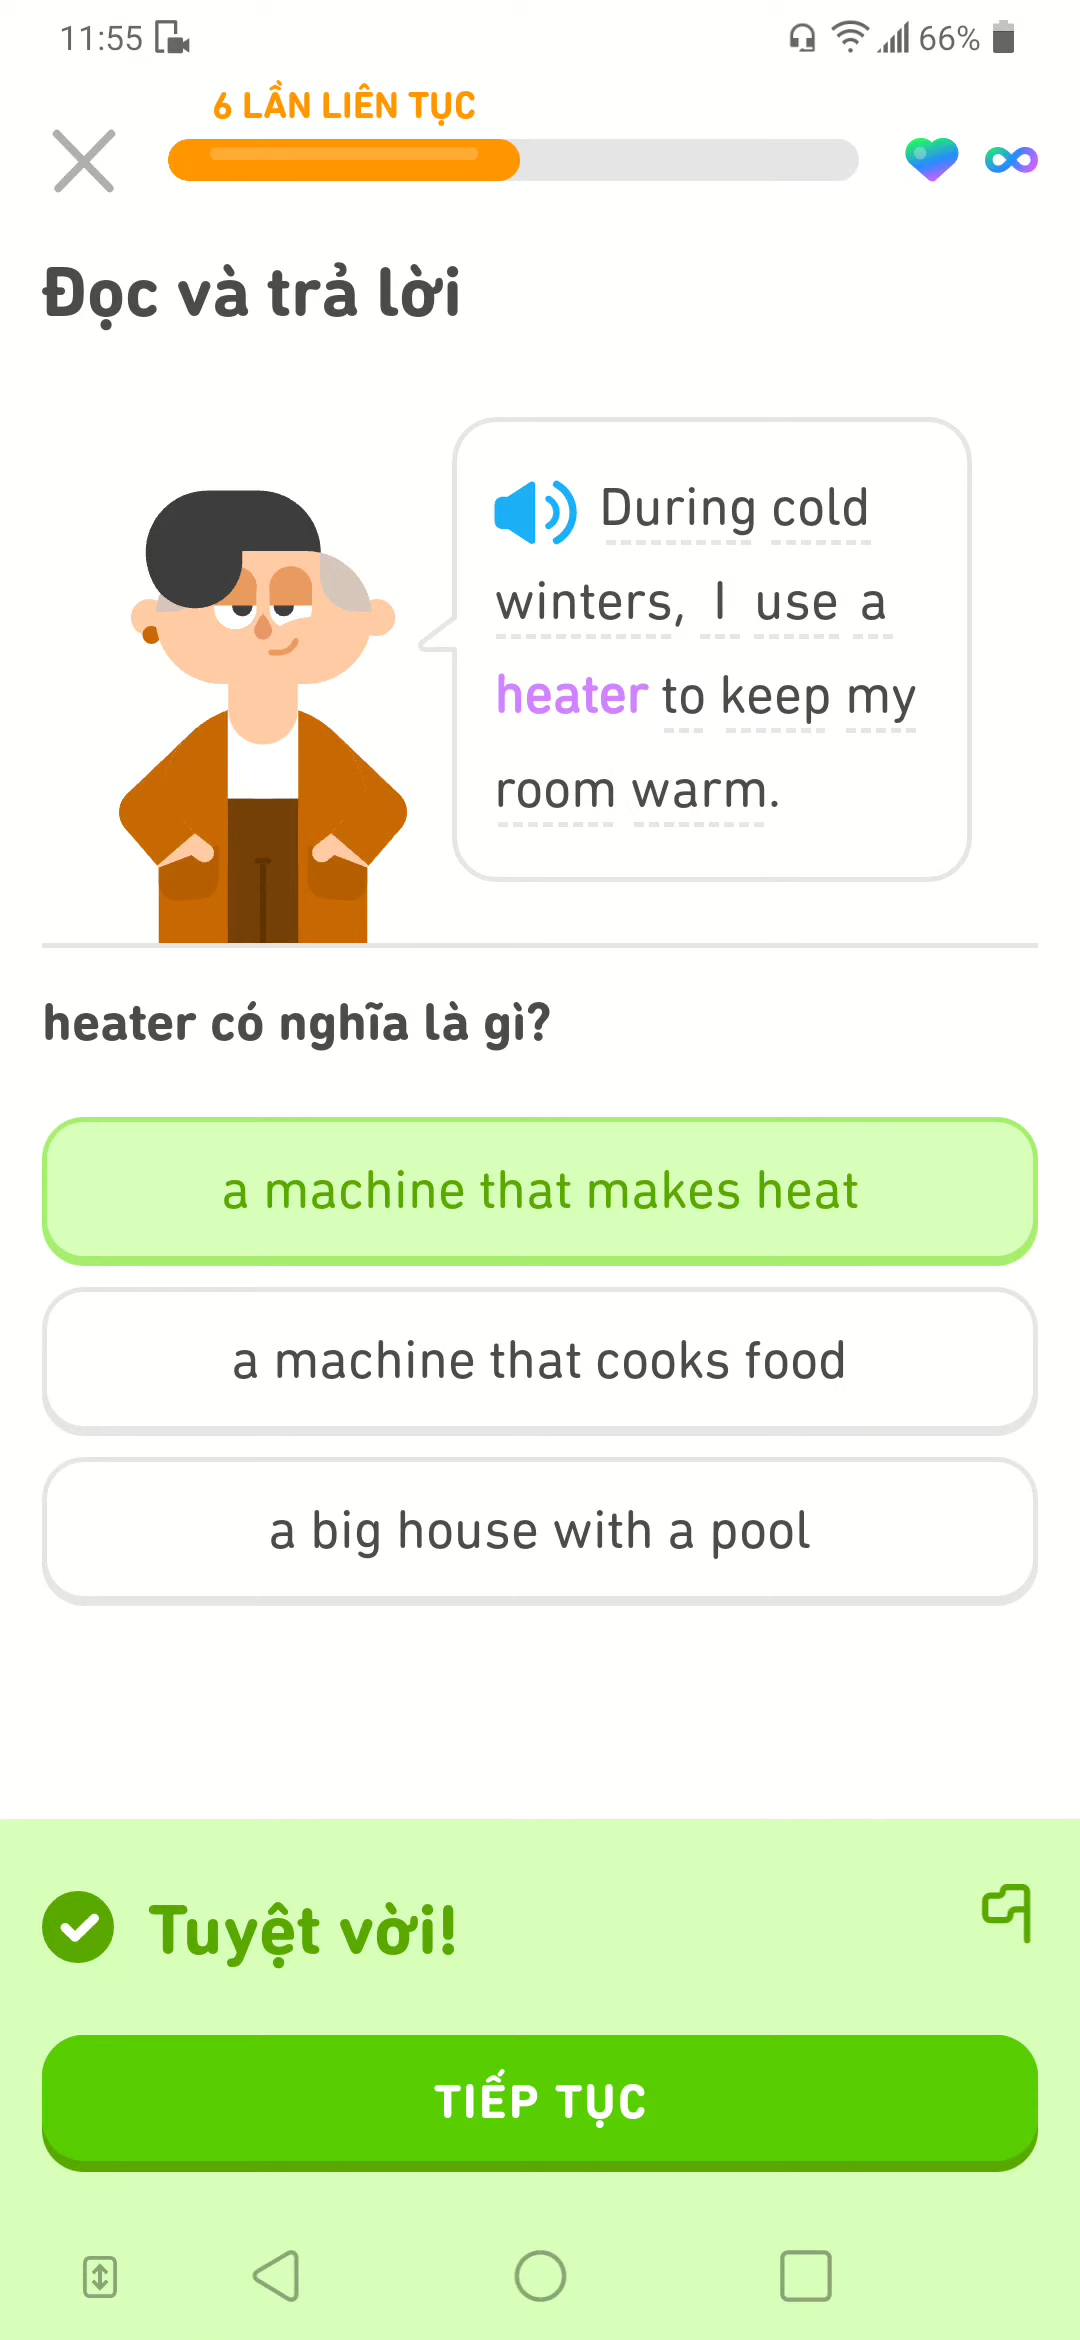 11:55
66%
6 LẦN LIÊN TỤC
Đọc và trả lời
During cold
winters, I use a
heater to keep my
room warm.
heater có nghĩa là gì?
a machine that makes heat
a machine that cooks food
a big house with a pool
Tuyệt vời!
TIẾP TỤC